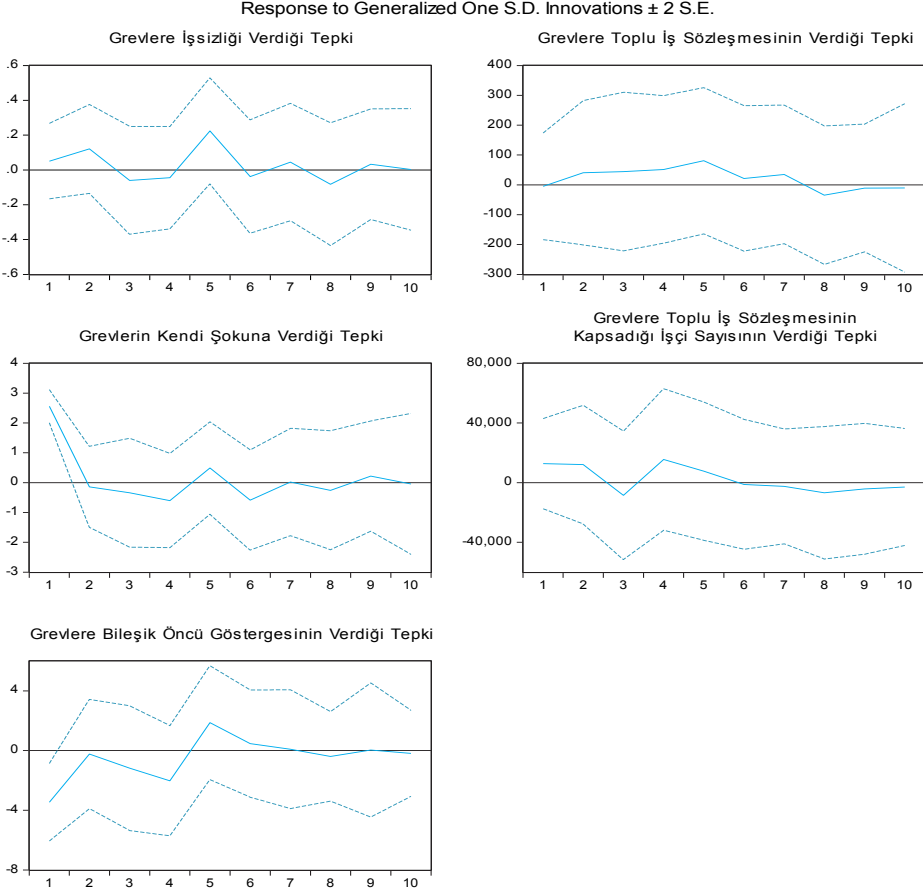 Response to Generalized One S.D. Innovations ± 2 S.E.
Grevlere İşsizliği Verdiği Tepki
.6
.4
.2
.0
-.2
-.4
-.6
1 2 3 4 5 6 7 8 9 10
Grevlere Toplu İş Sözleşmesinin Verdiği Tepki
400
300
200
100
0
-100
-200
-300
1 2 3 4 5 6 7 8 9 10
Grevlerin Kendi Şokuna Verdiği Tepki
4
3
2
1
0
-1
-2
-3
1 2 3 4 5 6 7 8 9 10
Grevlere Toplu İş Sözleşmesinin
Kapsadığı İşçi Sayısının Verdiği Tepki
80,000
40,000
0
-40,000
1 2 3 4 5 6 7 8 9 10
Grevlere Bileşik Öncü Göstergesinin Verdiği Tepki
4
0
-4
-8
1 2 3 4 5 6 7 8 9 10